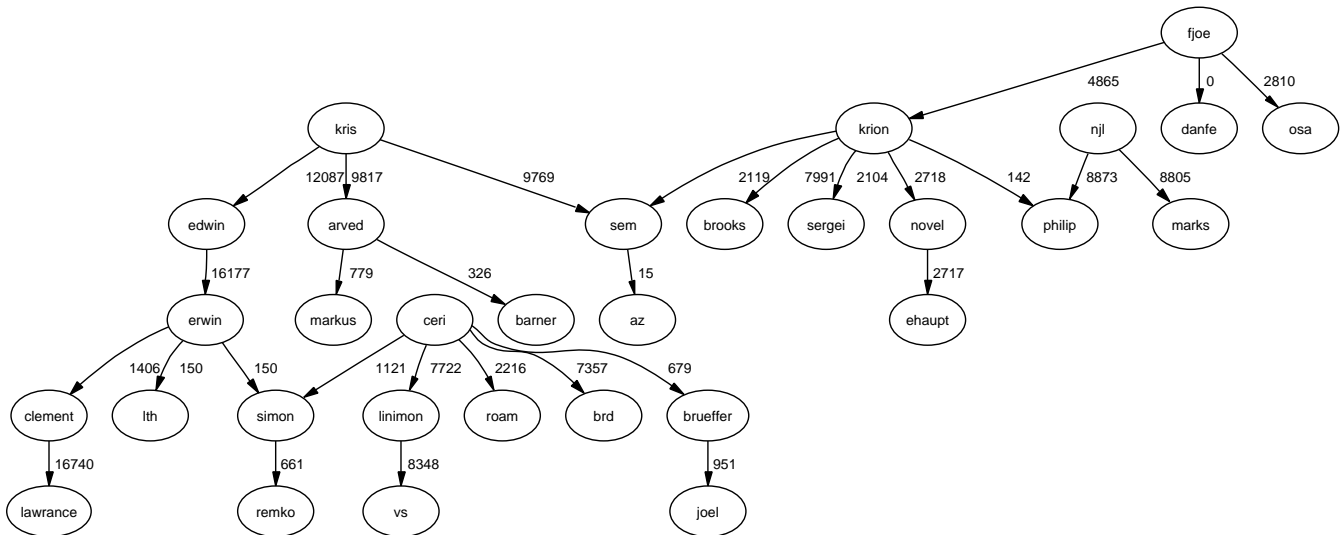 fjoe
4865 0 2810
kris krion njl danfe osa
12087 9817 9769 2119 7991 2104 2718 142 8873 8805
edwin arved sem brooks sergei novel philip marks
16177 779 326 15 2717
erwin markus ceri barner az ehaupt
1406 150 150 1121 7722 2216 7357 679
clement lth simon linimon roam brd brueffer
16740 661 8348 951
lawrance remko vs joel